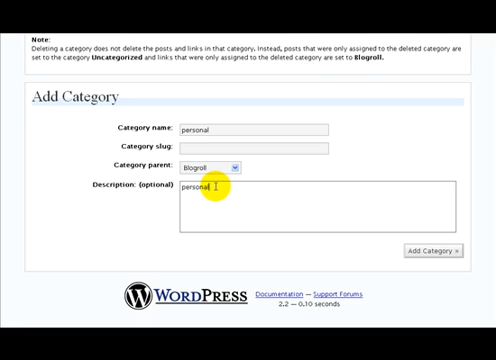 Note:
Deleting a category does not delete the posts and links in that category. Instead, posts that were only assigned to the deleted category are
set to the category Uncategorized and links that were only assigned to the deleted category are set to Blogroll.
Add Category
Category name: personal
Category slug:
Category parent: Blogroll
Description: (optional) personal
Add Category »
WORDPRESS Documentation — Support Forums
2.2 — 0.10 seconds